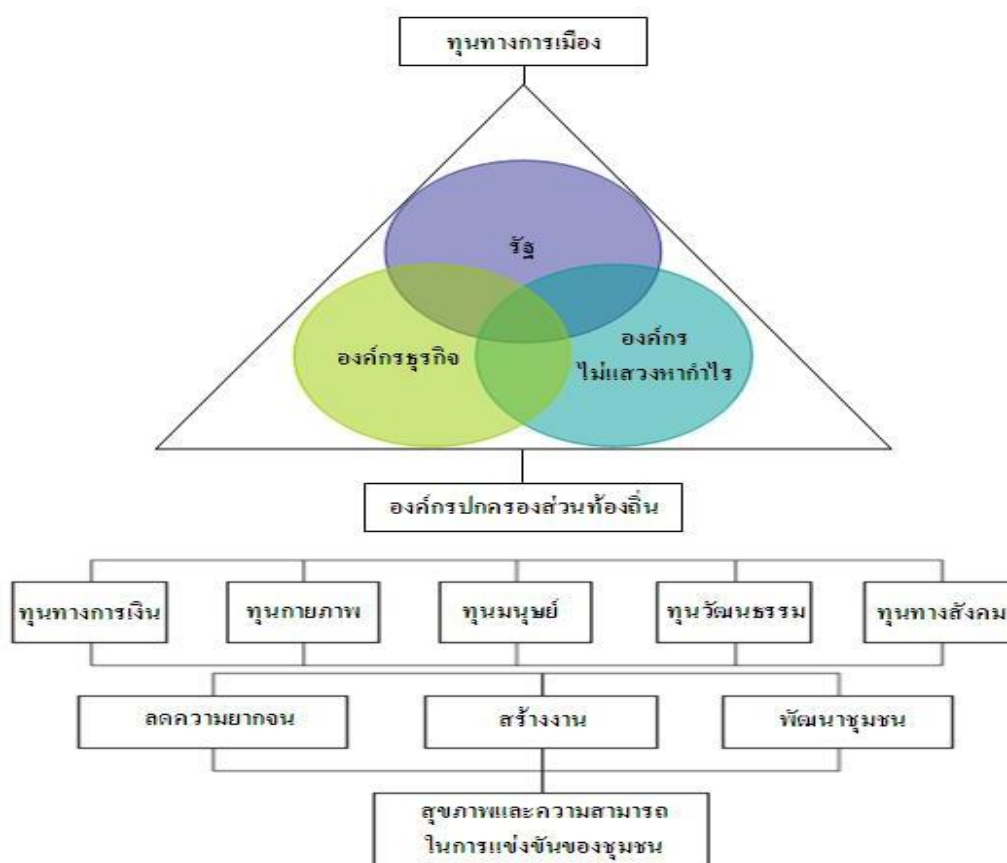 ทุนทางการเมือง
รัฐ
องค์กรธุรกิจ
องค์กร
ไม่แสวงหากำไร
องค์กรปกครองส่วนท้องถิ่น
ทุนทางการเงิน
ทุนกายภาพ
ทุนมนุษย์
ทุนวัฒนธรรม
ทุนทางสังคม
ลดความยากจน
สร้างงาน
พัฒนาชุมชน
สุขภาพและความสามารถ
ในการแข่งขันของชุมชน